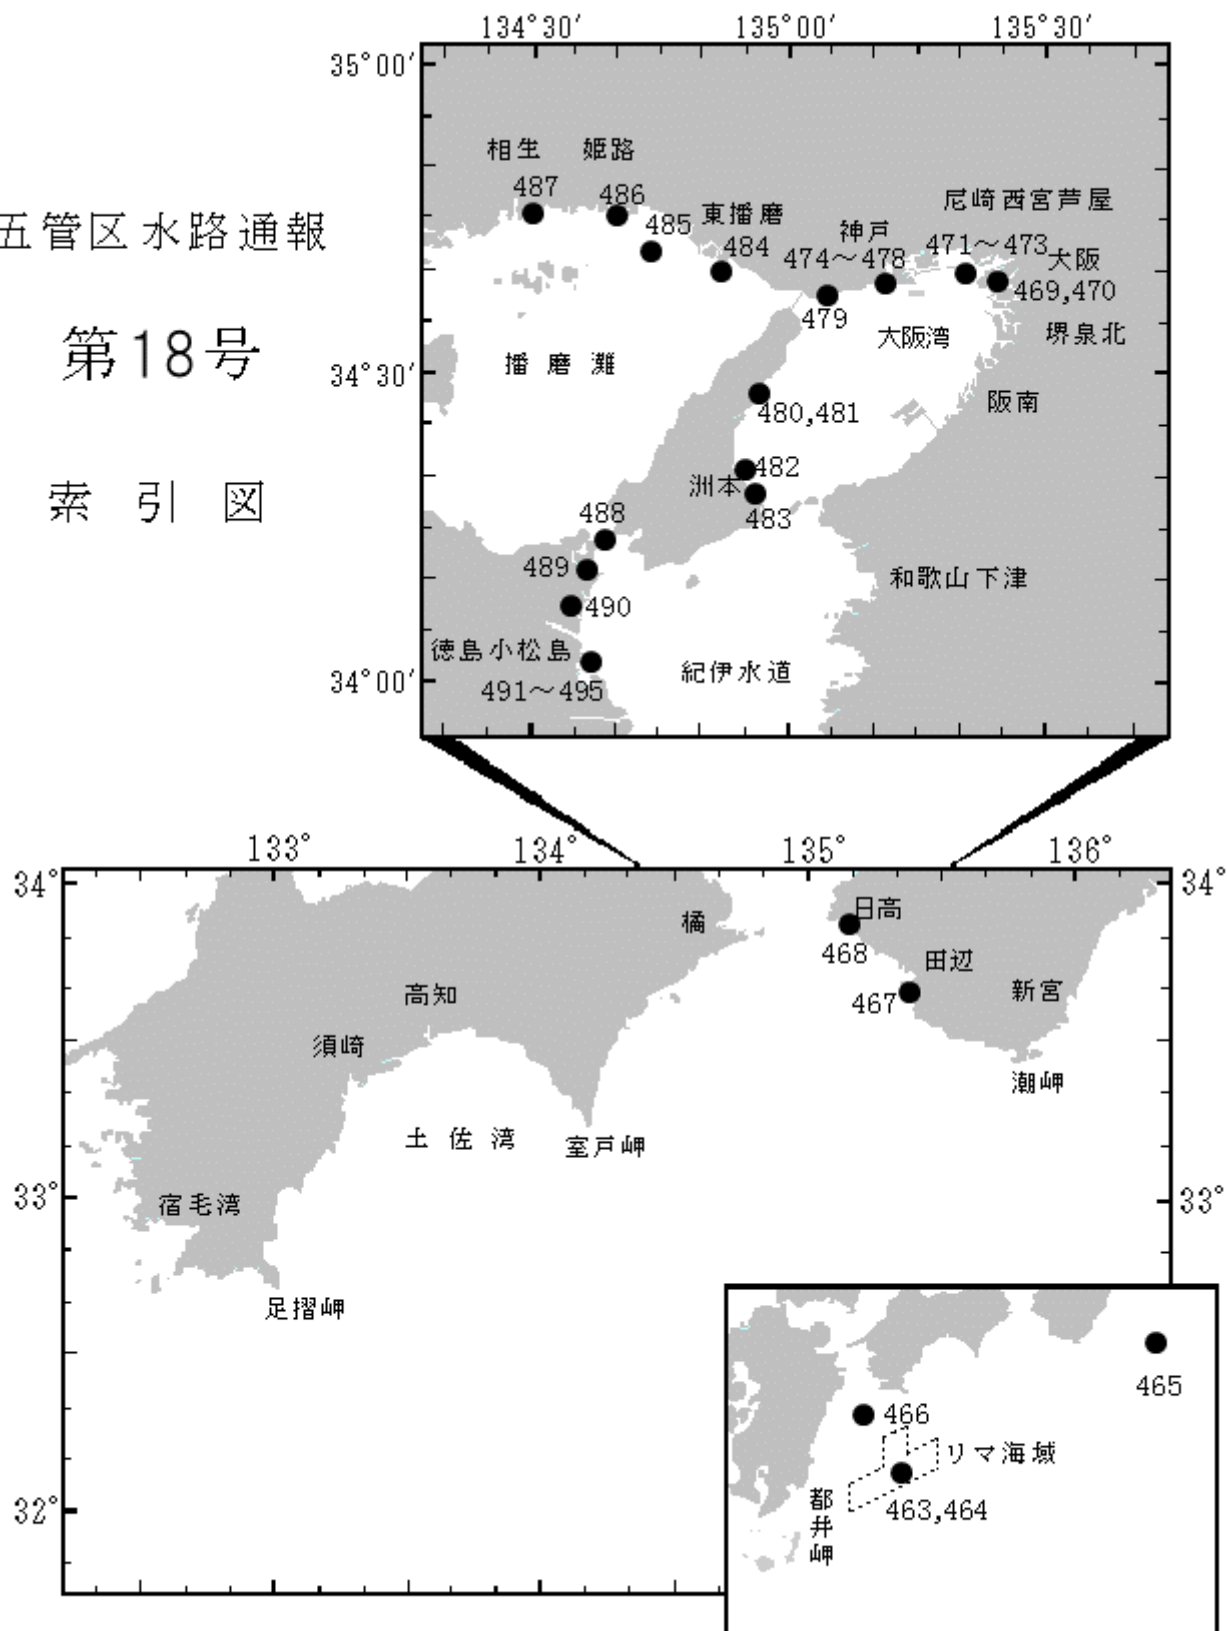 五管区水路通報
第18号
索引図
134°30′ 135°00′ 135°30′
35°00′
34°30′
34°00′
相生 姫路
487
486
485
東播磨
484
神戸
474〜478
479
尼崎西宮芦屋
471〜473
大阪
469,470
堺泉北
大阪湾
阪南
播磨灘
480,481
洲本
482
483
488
489
490
徳島小松島
491〜495
紀伊水道
和歌山下津
133° 134° 135° 136°
34° 34°
橘
日高
468
田辺
467
新宮
潮岬
高知
須崎
土佐湾
室戸岬
33° 33°
宿毛湾
足摺岬
32°
465
466
リマ海域
463,464
都井岬